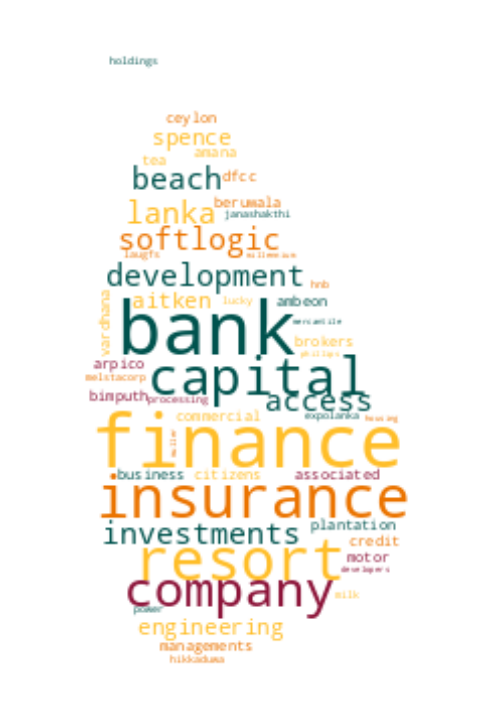 holdings
ceylon
spence
amana
tea
beach dfcc
beruwala
lanka janashakthi
softlogic
laugfs millennium
development
hnb
vardhana aitken lucky ambeon
bank mercantile
brokers
phillips
arpico capital
melstacorp
bimputh processing access
commercial expolanka housing
finance
business citizens associated
insurance
investments plantation
credit
resort motor
developers
company milk
power
engineering
managements
hikkaduwa